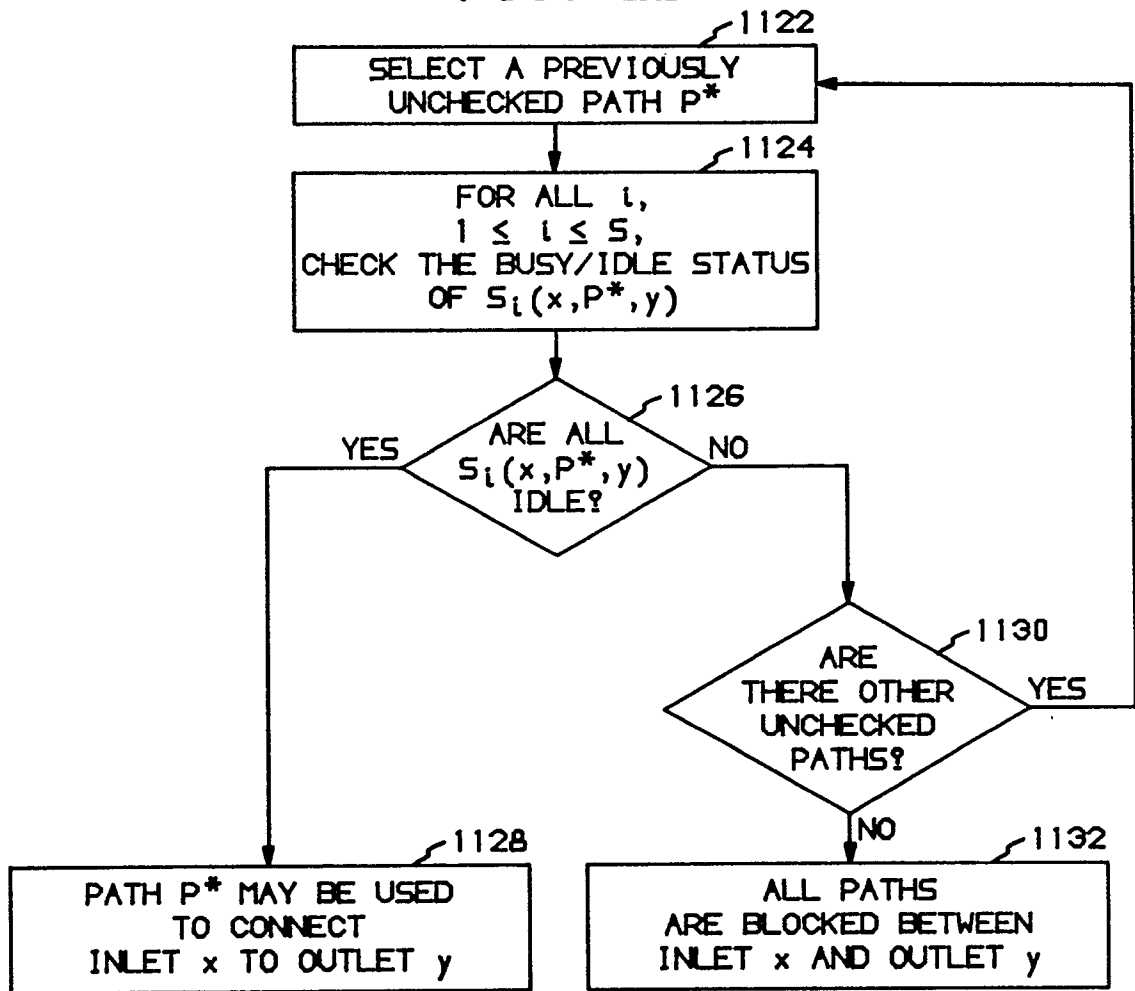 1122
SELECT A PREVIOUSLY
UNCHECKED PATH P*
1124
FOR ALL i,
1 ≤ i ≤ S,
CHECK THE BUSY/IDLE STATUS
OF Si(x,P*,y)
1126
YES
ARE ALL
Si(x,P*,y)
IDLE?
NO
1130
ARE
THERE OTHER
UNCHECKED
PATHS?
YES
NO
1128
PATH P* MAY BE USED
TO CONNECT
INLET x TO OUTLET y
1132
ALL PATHS
ARE BLOCKED BETWEEN
INLET x AND OUTLET y